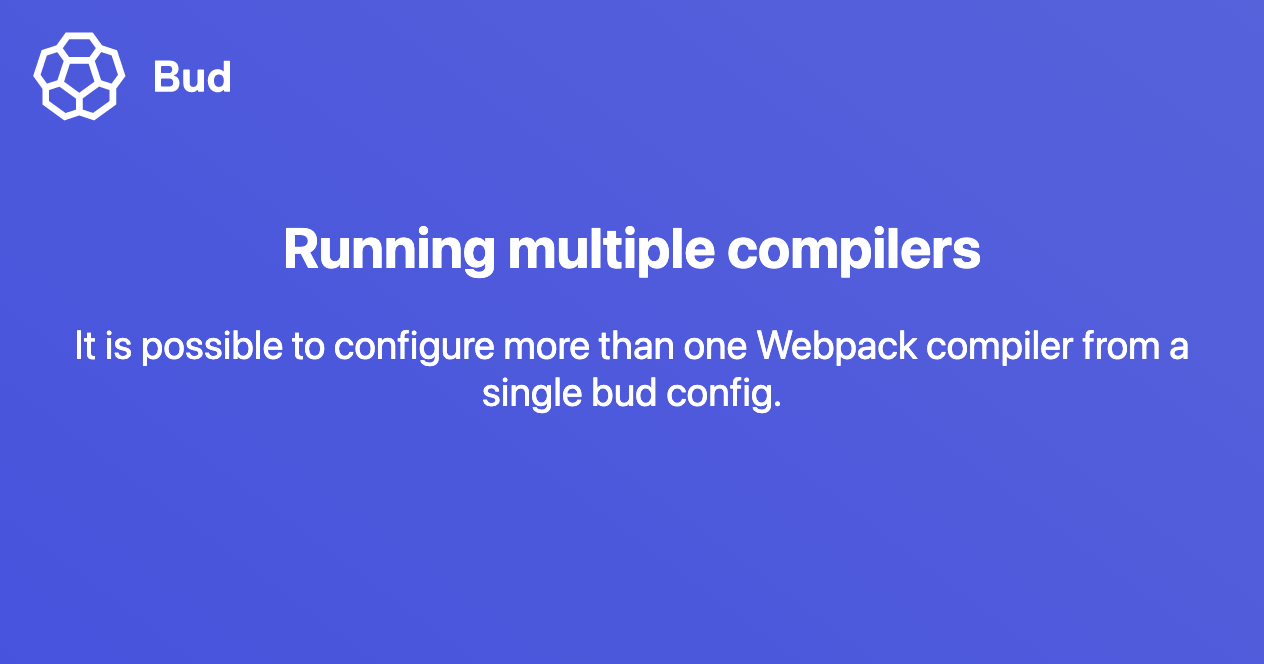 Bud
Running multiple compilers
It is possible to configure more than one Webpack compiler from a
single bud config.